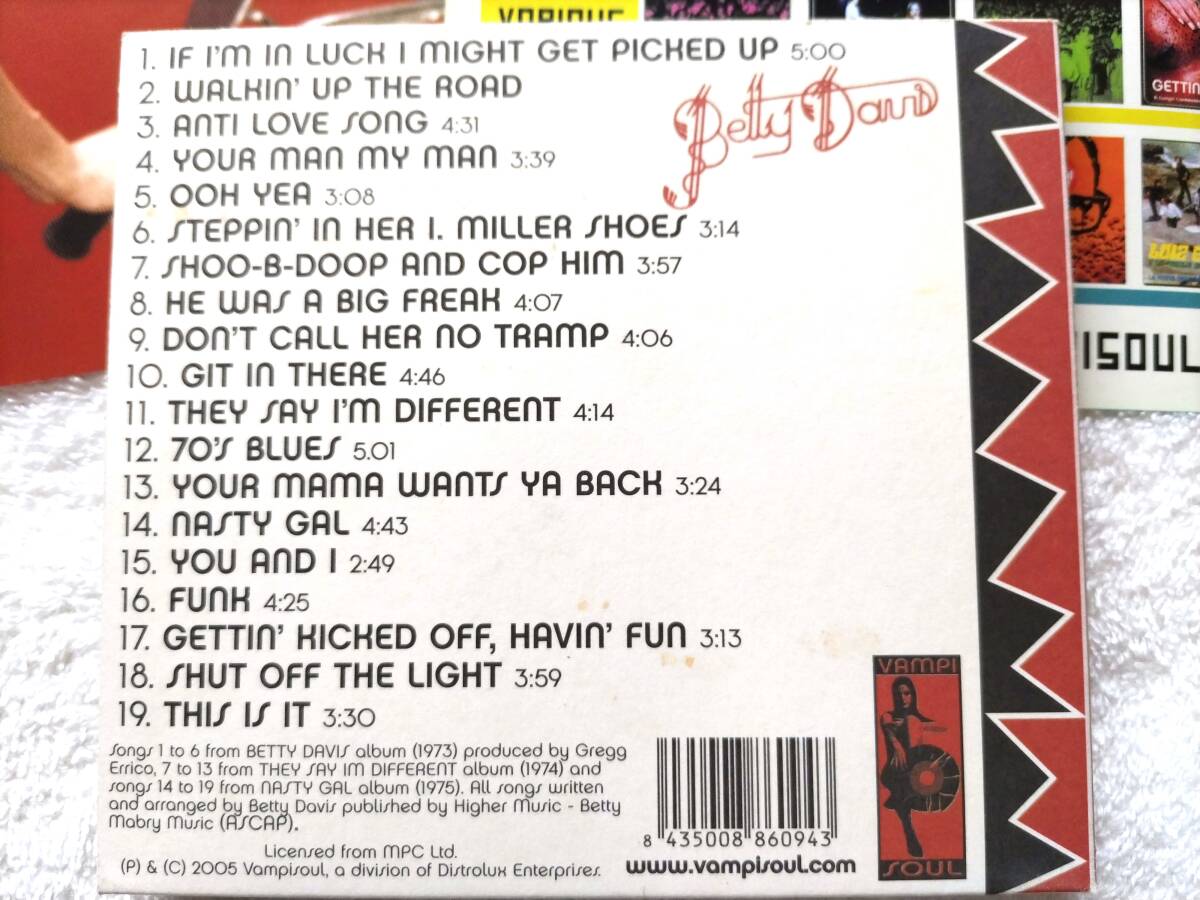 VARIOUS
1. IF I'M IN LUCK I MIGHT GET PICKED UP 5:00
2. WALKIN' UP THE ROAD
3. ANTI LOVE SONG 4:31
4. YOUR MAN MY MAN 3:39
5. OOH YEA 3:08
6. STEPPIN' IN HER I. MILLER SHOES 3:14
7. SHOO-B-DOOP AND COP HIM 3:57
8. HE WAS A BIG FREAK 4:07
9. DON'T CALL HER NO TRAMP 4:06
10. GIT IN THERE 4:46
11. THEY SAY I'M DIFFERENT 4:14
12. 70'S BLUES 5.01
13. YOUR MAMA WANTS YA BACK 3:24
14. NASTY GAL 4:43
15. YOU AND I 2:49
16. FUNK 4:25
17. GETTIN' KICKED OFF, HAVIN' FUN 3:13
18. SHUT OFF THE LIGHT 3:59
19. THIS IS IT 3:30
Betty Davis
GETTIN
ISOUL
Songs 1 to 6 from BETTY DAVIS album (1973) produced by Gregg
Errico, 7 to 13 from THEY SAY IM DIFFERENT album (1974) and
songs 14 to 19 from NASTY GAL album (1975). All songs written
and arranged by Betty Davis published by Higher Music - Betty
Mabry Music (ASCAP).
Licensed from MPC Ltd.
(P) & (C) 2005 Vampisoul, a division of Distrolux Enterprises.
8 435008 860943
www.vampisoul.com
VAMPI
SOUL